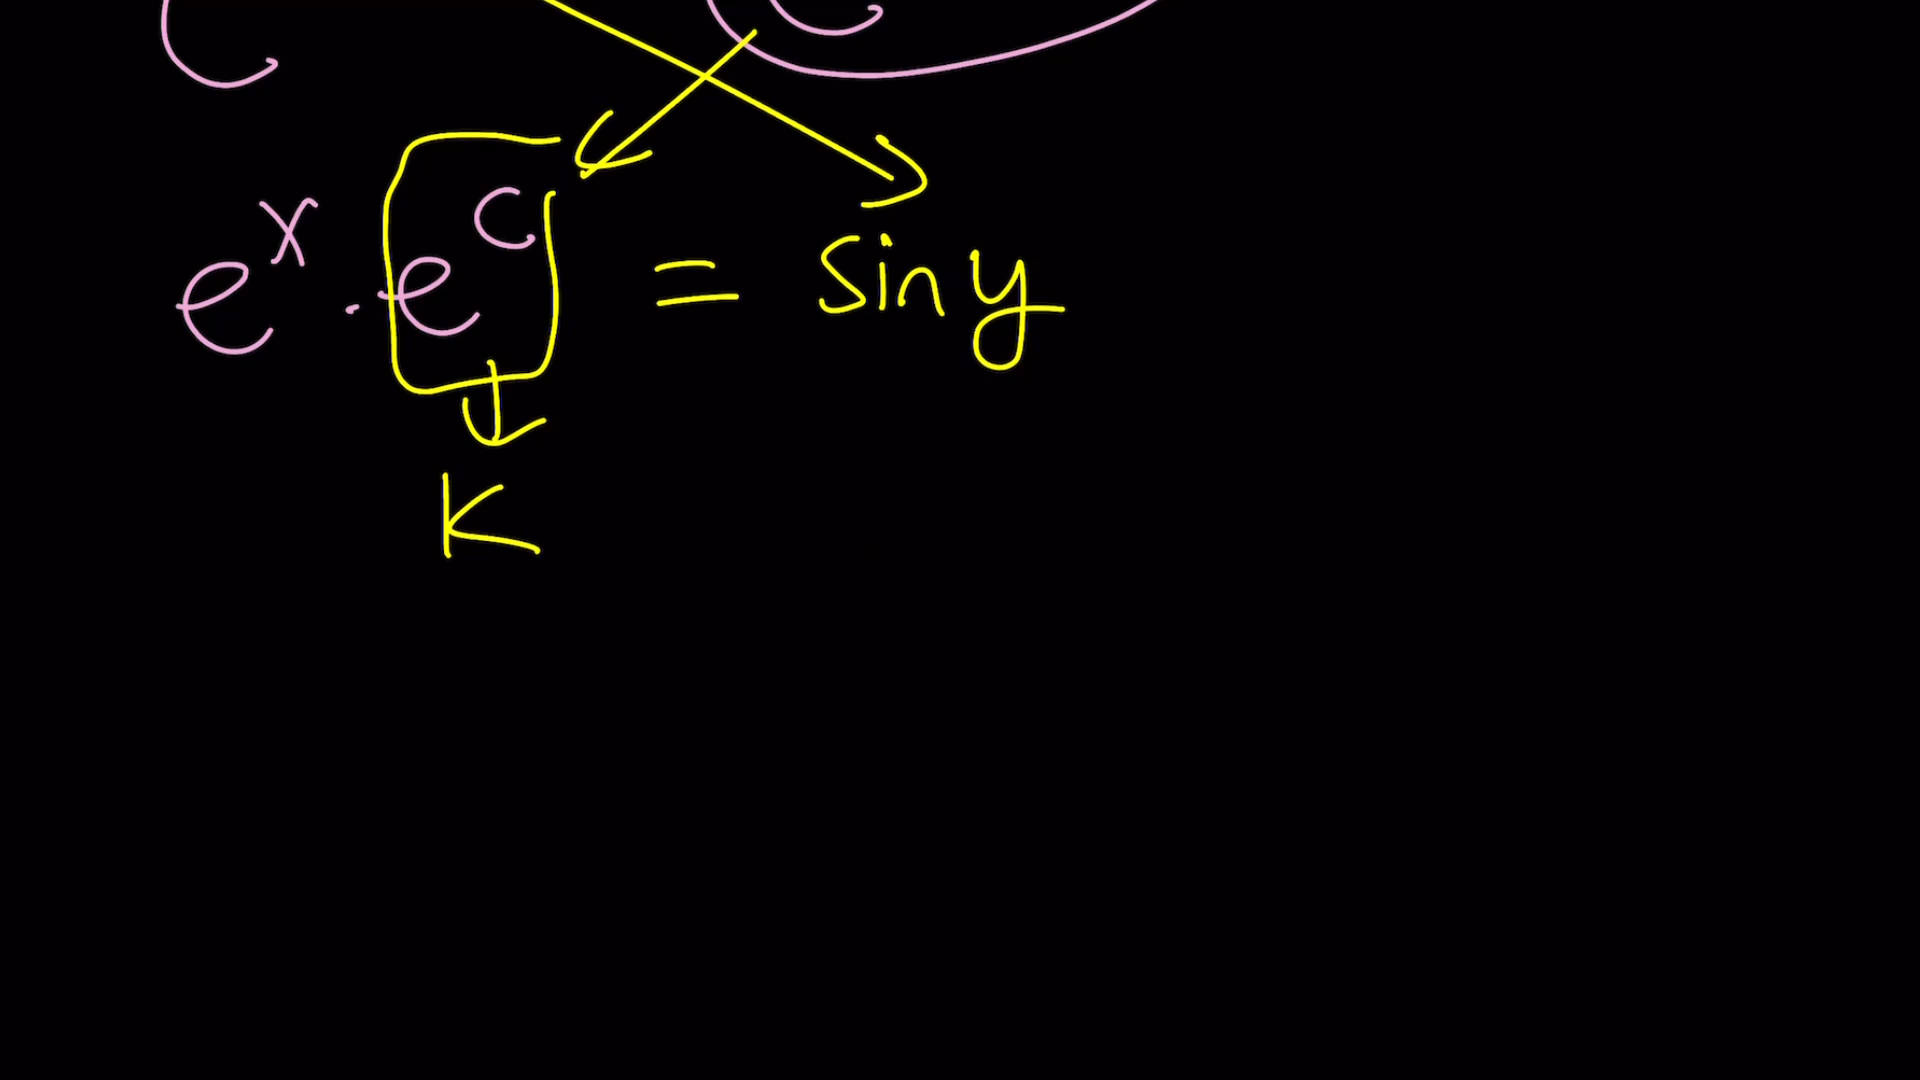 e^x · e^c = sin y
K